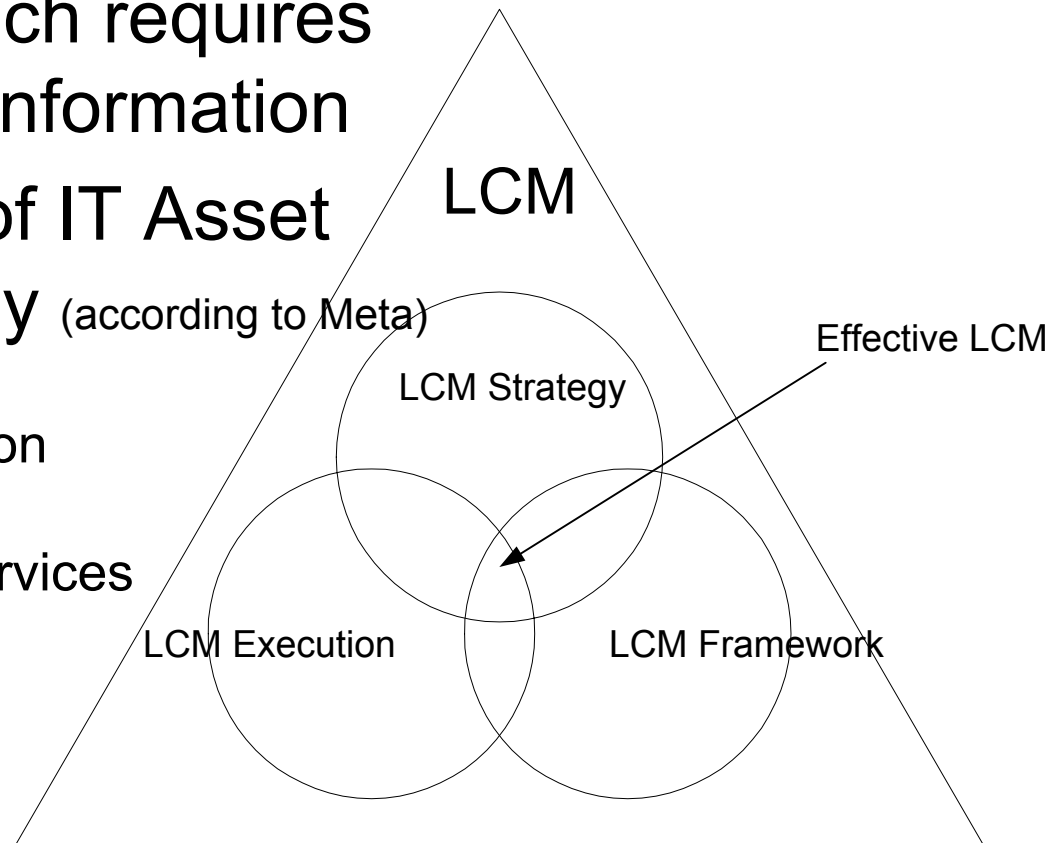 ch requires
nformation
of IT Asset
y (according to Meta)
on
rvices
LCM
LCM Strategy
Effective LCM
LCM Execution
LCM Framework